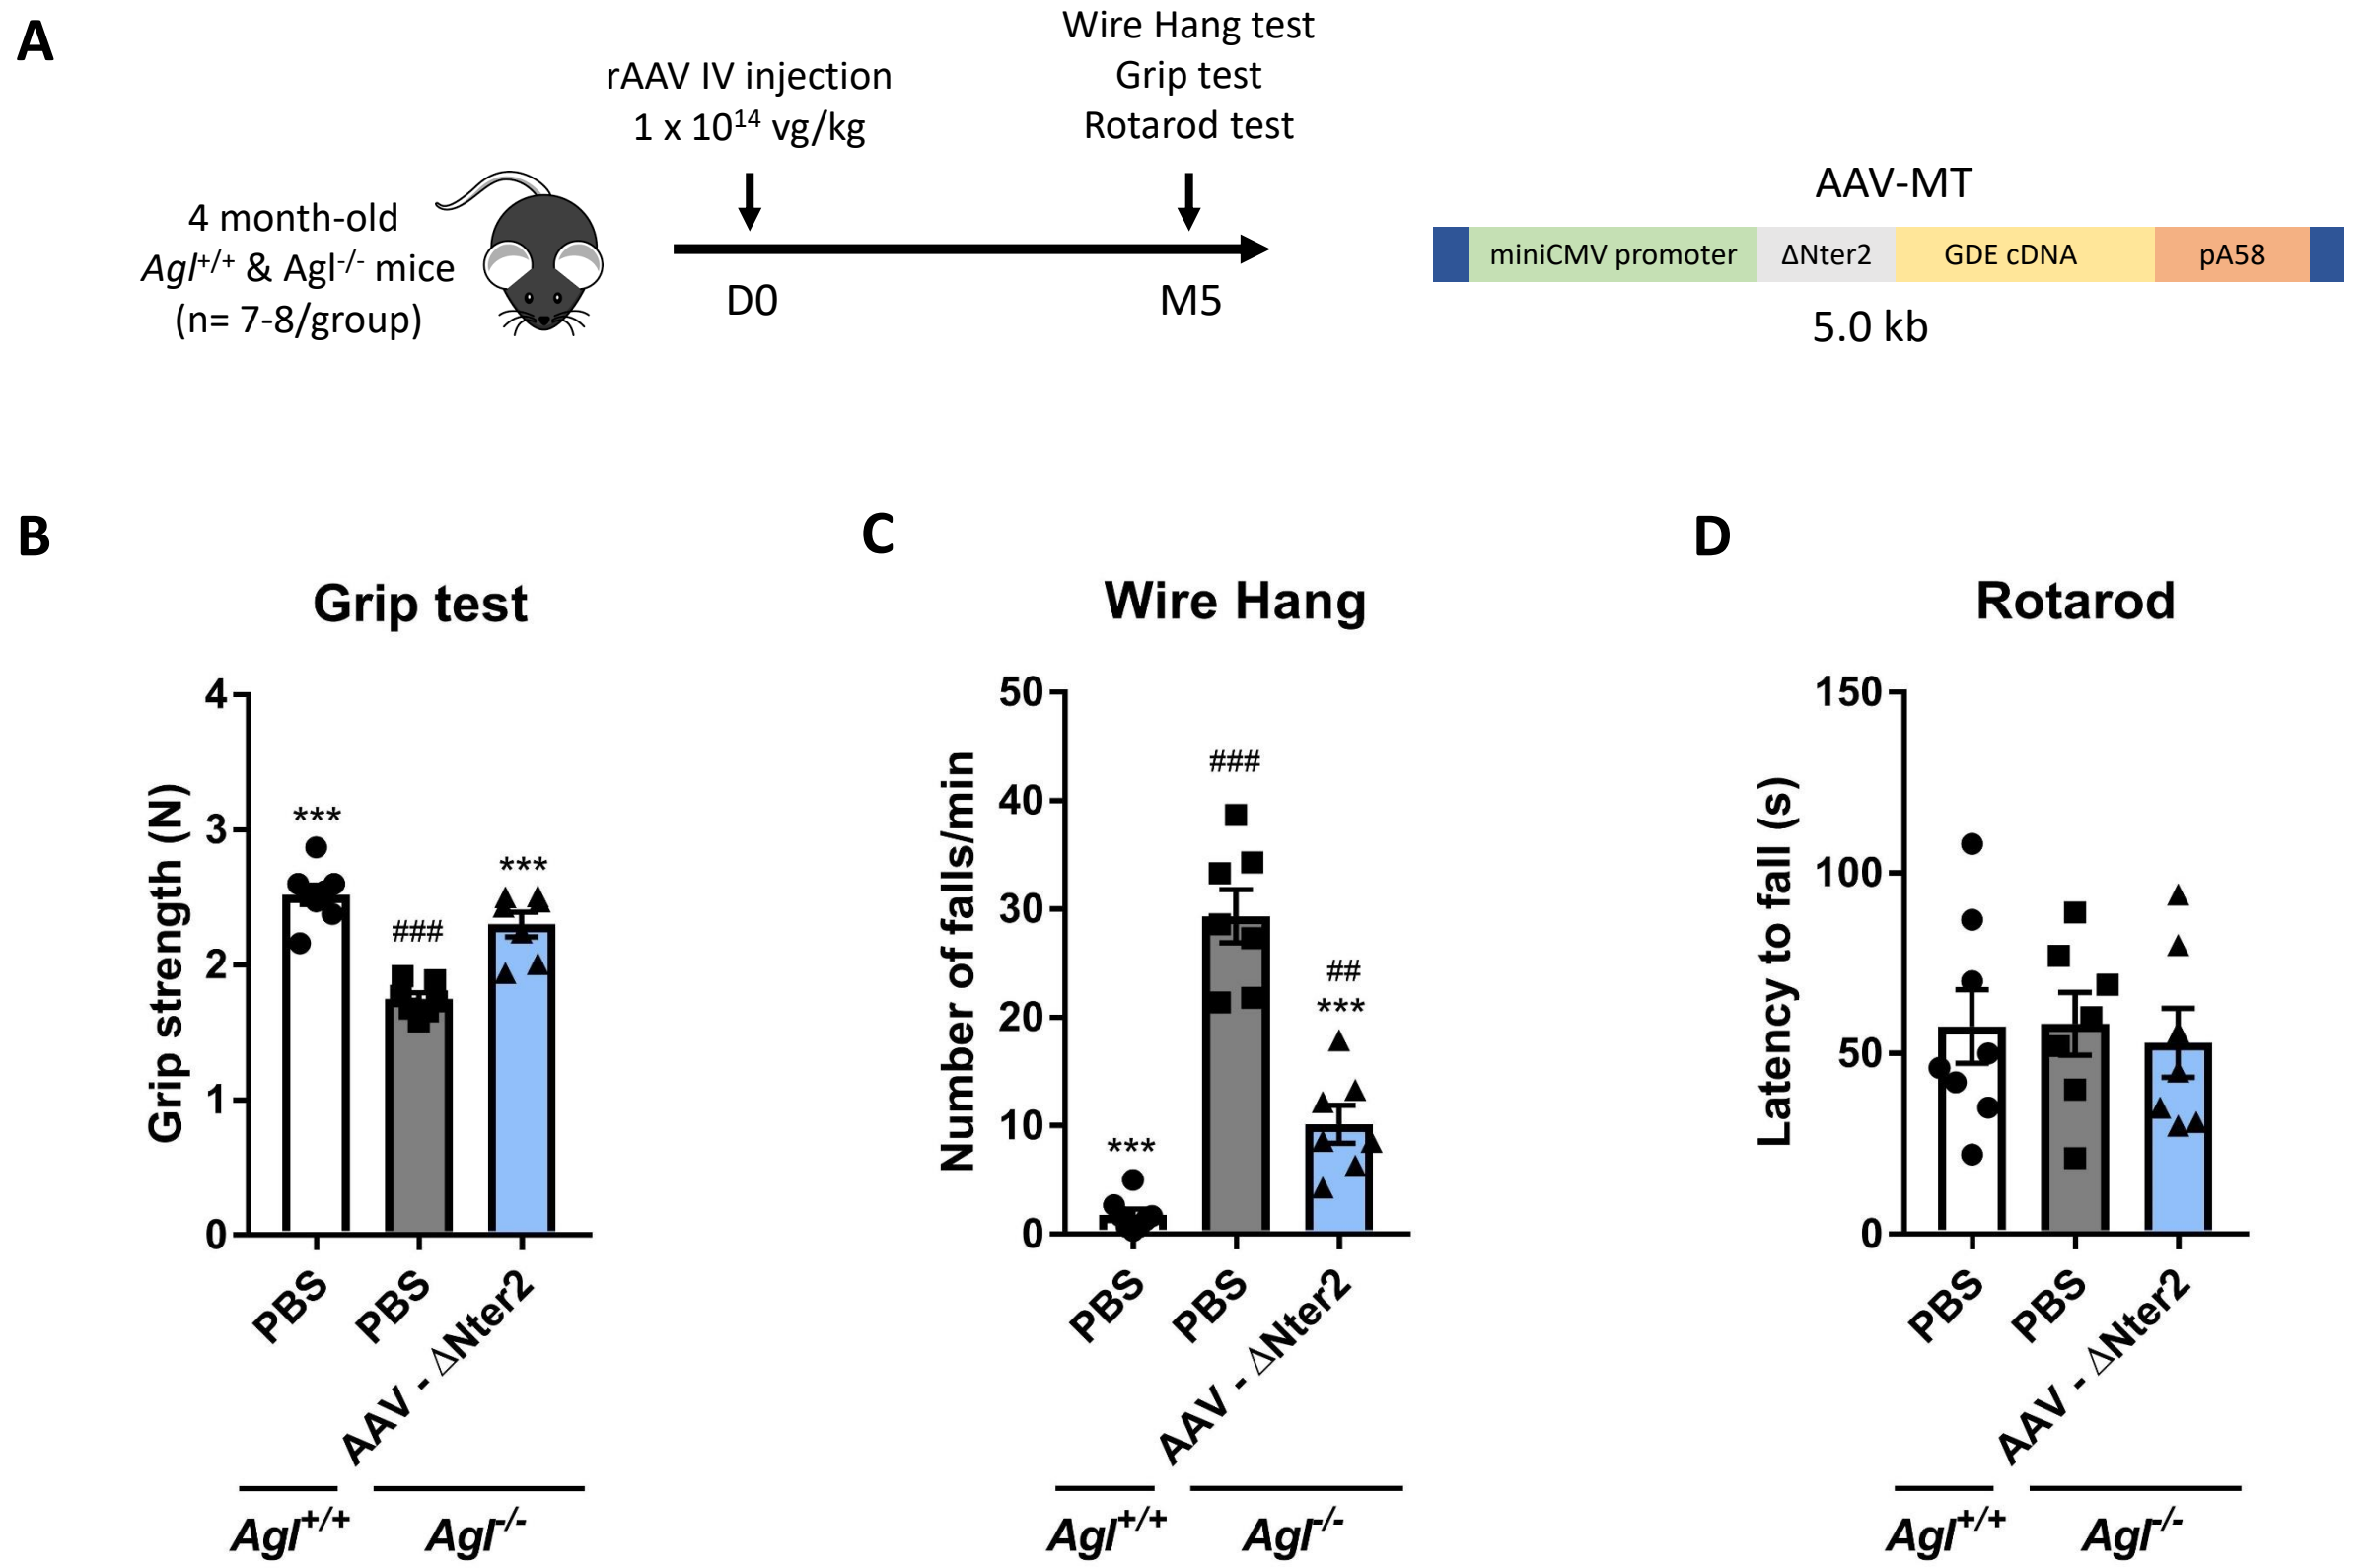 A
4 month-old
Agl+/+ & Agl-/- mice
(n= 7-8/group)
rAAV IV injection
1 x 10^14 vg/kg
D0
Wire Hang test
Grip test
Rotarod test
M5
AAV-MT
miniCMV promoter ΔNter2 GDE cDNA pA58
5.0 kb
B
Grip test
Grip strength (N)
4
3
2
1
0
***
###
***
PBS
PBS
AAV - ΔNter2
Agl+/+
Agl-/-
C
Wire Hang
Number of falls/min
50
40
30
20
10
0
***
###
##
***
PBS
PBS
AAV - ΔNter2
Agl+/+
Agl-/-
D
Rotarod
Latency to fall (s)
150
100
50
0
PBS
PBS
AAV - ΔNter2
Agl+/+
Agl-/-